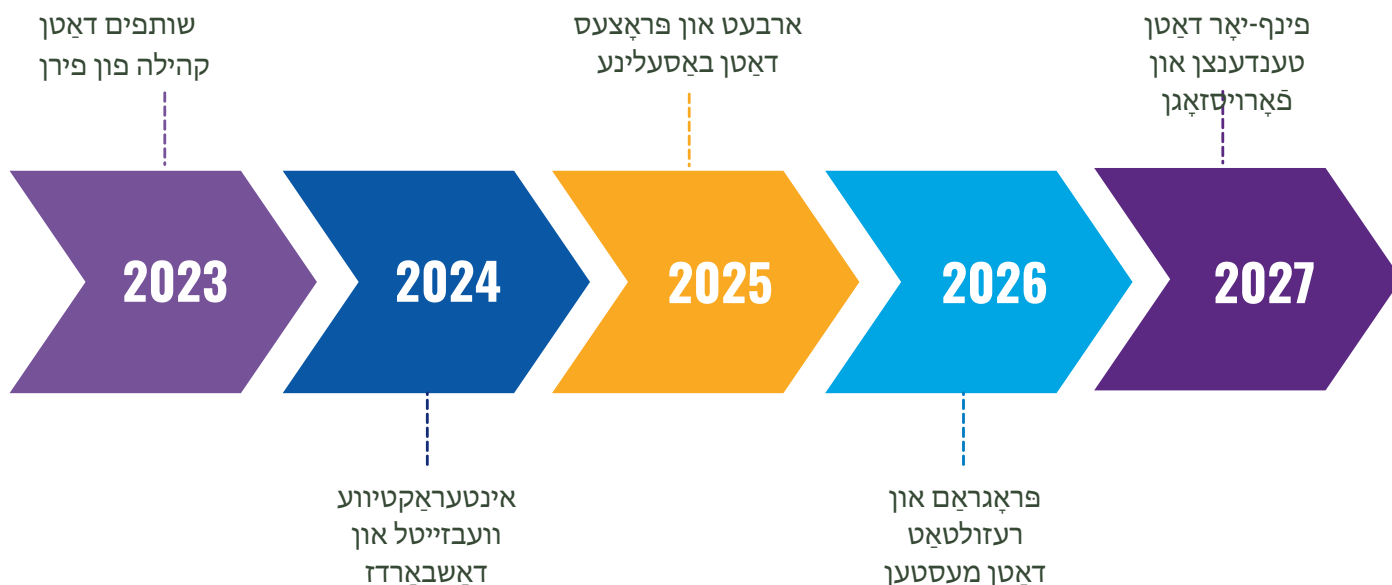 שותפים דאַטן
קהילה פון פירן
ארבעט און פּראָצעס
דאַטן באַסעלינע
פינף-יאָר דאַטן
טענדענצן און
פֿאָרויסזאָגן
2023
2024
2025
2026
2027
אינטעראַקטיווע
וועבזייטל און
דאַשבאָרדז
פּראָגראַם און
רעזולטאַט
דאַטן מעסטען